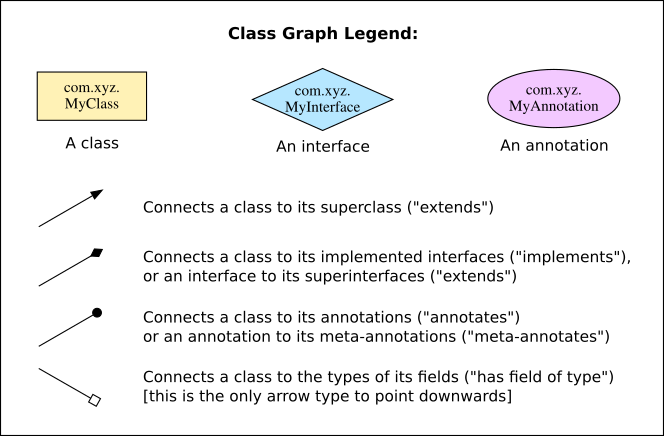 Class Graph Legend:
com.xyz.
MyClass
com.xyz.
MyInterface
com.xyz.
MyAnnotation
A class
An interface
An annotation
Connects a class to its superclass ("extends")
Connects a class to its implemented interfaces ("implements"),
or an interface to its superinterfaces ("extends")
Connects a class to its annotations ("annotates")
or an annotation to its meta-annotations ("meta-annotates")
Connects a class to the types of its fields ("has field of type")
[this is the only arrow type to point downwards]